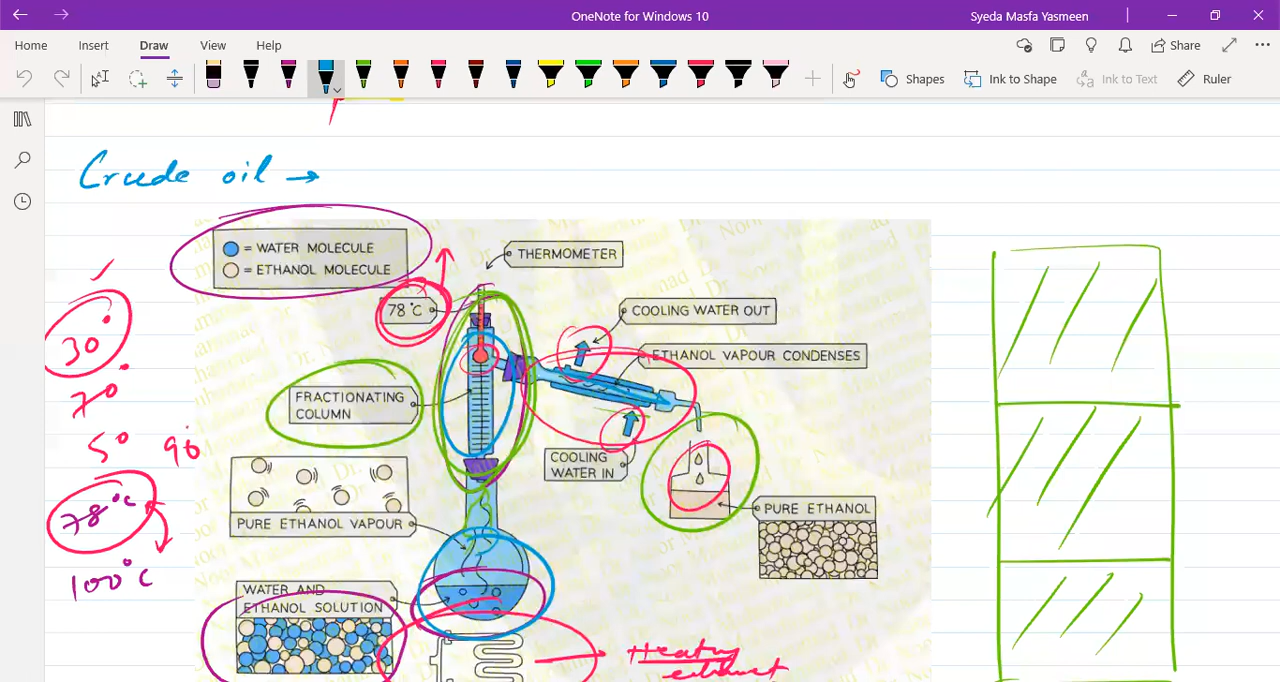 OneNote for Windows 10
Syeda Masfa Yasmeen
Home Insert Draw View Help
Share
Shapes
Ink to Shape
Ink to Text
Ruler
Crude oil →
= WATER MOLECULE
= ETHANOL MOLECULE
THERMOMETER
78°C
COOLING WATER OUT
ETHANOL VAPOUR CONDENSES
30°
70°
50 90
78°C
100°C
FRACTIONATING
COLUMN
COOLING
WATER IN
PURE ETHANOL VAPOUR
PURE ETHANOL
WATER AND
ETHANOL SOLUTION
Heating